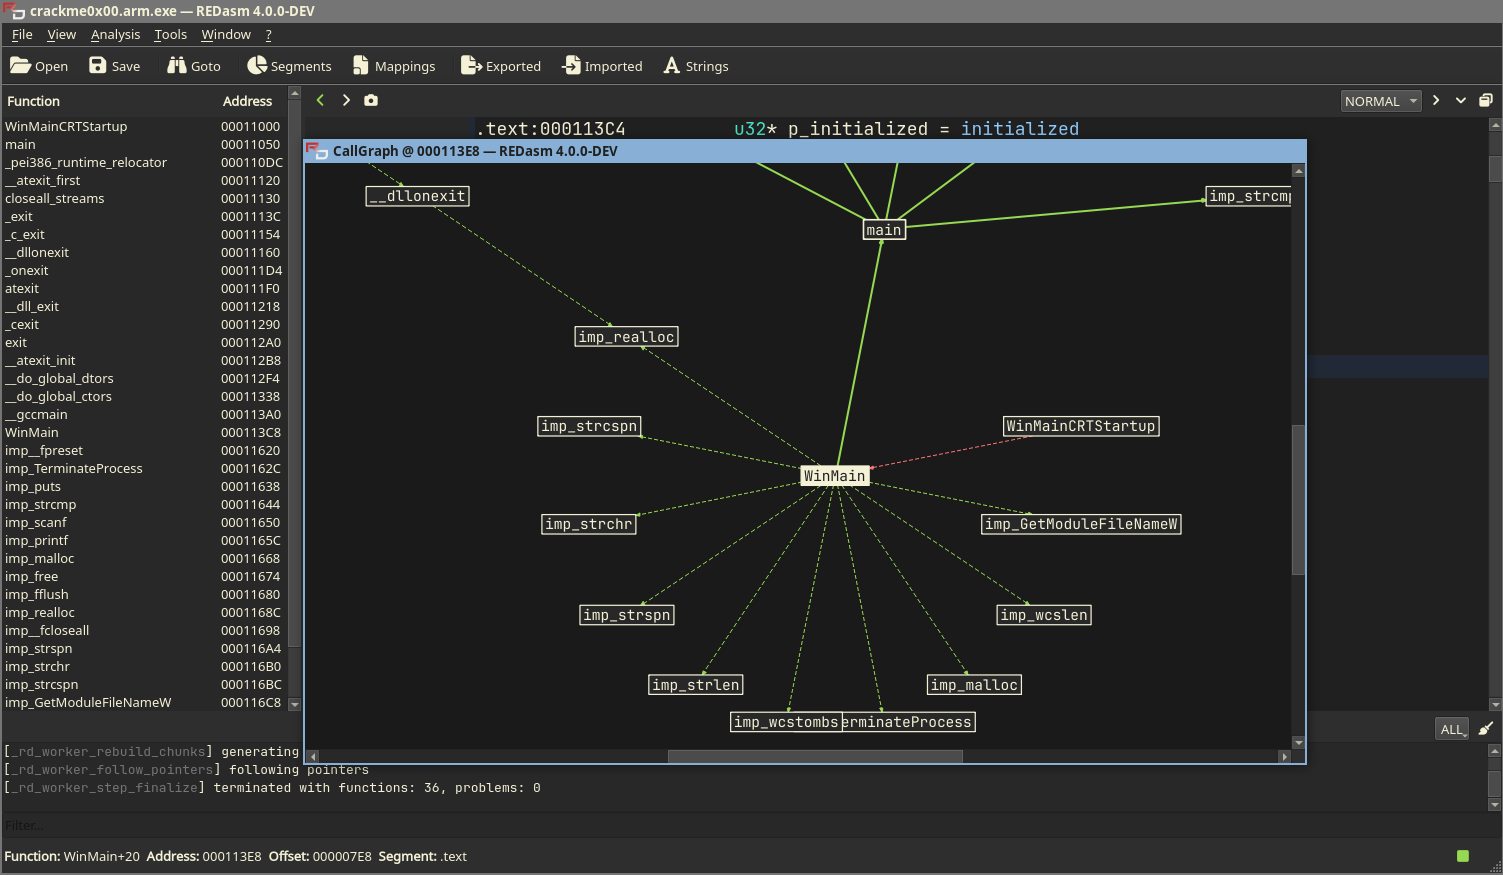 crackme0x00.arm.exe — REDasm 4.0.0-DEV
File View Analysis Tools Window ?
Open Save Goto Segments Mappings Exported Imported Strings
Function Address
WinMainCRTStartup 00011000
main 00011050
_pei386_runtime_relocator 000110DC
__atexit_first 00011120
closeall_streams 00011130
_exit 0001113C
_c_exit 00011154
__dllonexit 00011160
_onexit 000111D4
atexit 000111F0
__dll_exit 00011218
_cexit 00011290
exit 000112A0
__atexit_init 000112B8
__do_global_dtors 000112F4
__do_global_ctors 00011338
__gccmain 000113A0
WinMain 000113C8
imp__fpreset 00011620
imp_TerminateProcess 0001162C
imp_puts 00011638
imp_strcmp 00011644
imp_scanf 00011650
imp_printf 0001165C
imp_malloc 00011668
imp_free 00011674
imp_fflush 00011680
imp_realloc 0001168C
imp__fcloseall 00011698
imp_strspn 000116A4
imp_strchr 000116B0
imp_strcspn 000116BC
imp_GetModuleFileNameW 000116C8
NORMAL
.text:000113C4 u32* p_initialized = initialized
CallGraph @ 000113E8 — REDasm 4.0.0-DEV
__dllonexit
imp_strcmp
main
imp_realloc
imp_strcspn
WinMainCRTStartup
WinMain
imp_strchr
imp_GetModuleFileNameW
imp_strspn
imp_wcslen
imp_strlen
imp_malloc
imp_wcstombs
erminateProcess
ALL
[_rd_worker_rebuild_chunks] generating
[_rd_worker_follow_pointers] following pointers
[_rd_worker_step_finalize] terminated with functions: 36, problems: 0
Filter...
Function: WinMain+20 Address: 000113E8 Offset: 000007E8 Segment: .text